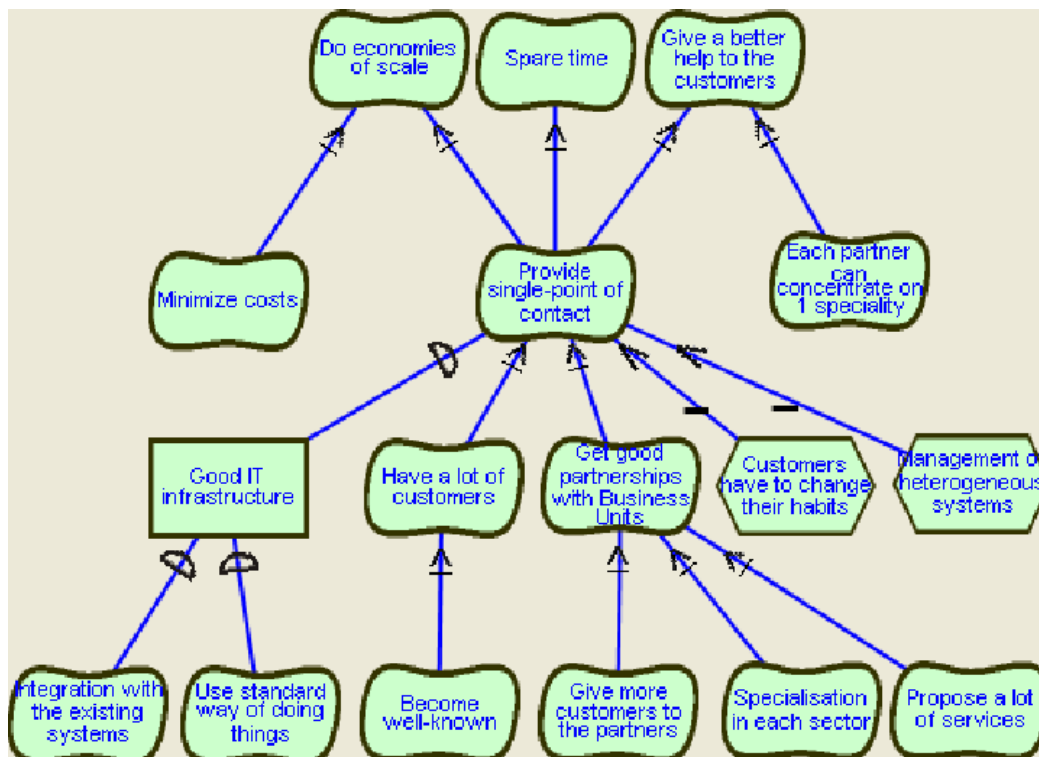 Do economies
of scale
Spare time
Give a better
help to the
customers
Minimize costs
Provide
single-point of
contact
Each partner
can
concentrate on
1 speciality
Good IT
infrastructure
Have a lot of
customers
Get good
partnerships
with Business
Units
Customers
have to change
their habits
Management o
heterogeneous
systems
Integration with
the existing
systems
Use standard
way of doing
things
Become
well-known
Give more
customers to
the partners
Specialisation
in each sector
Propose a lot
of services